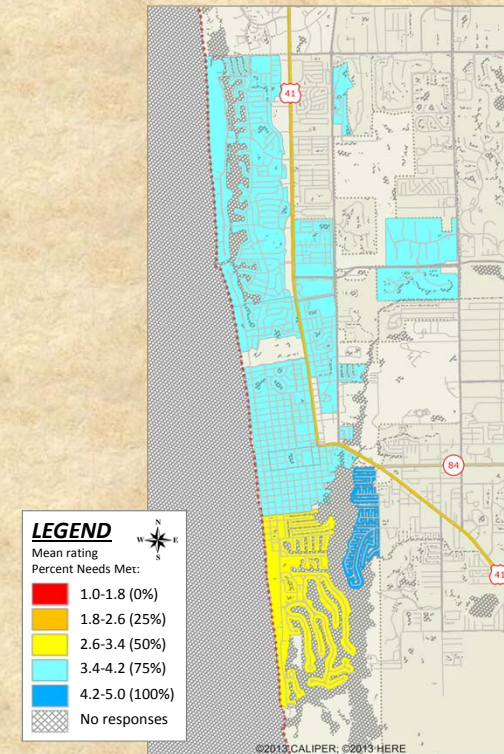 41
84
41
LEGEND
N
W E
S
Mean rating
Percent Needs Met:
1.0-1.8 (0%)
1.8-2.6 (25%)
2.6-3.4 (50%)
3.4-4.2 (75%)
4.2-5.0 (100%)
No responses
©2013 CALIPER; ©2013 HERE